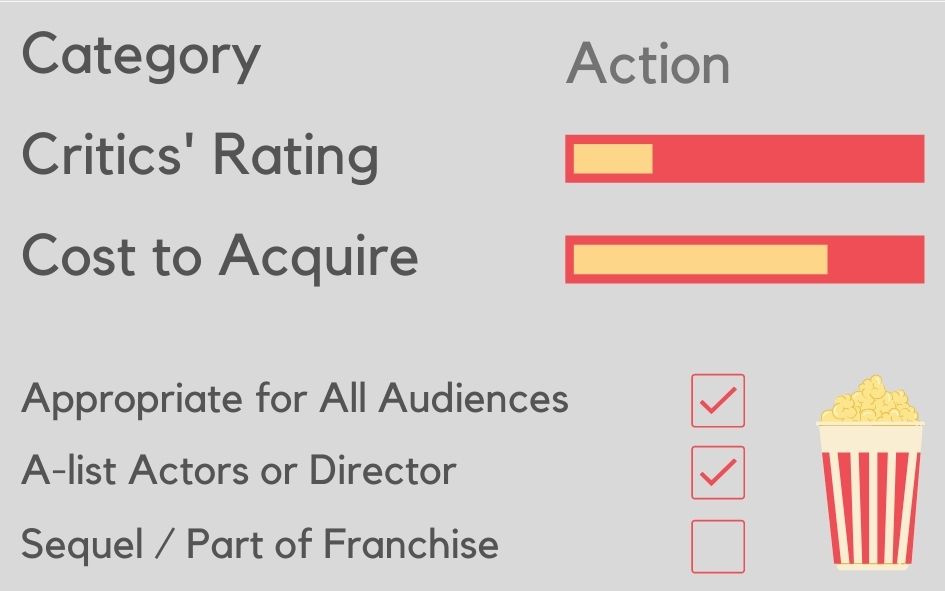 Category
Action
Critics' Rating
Cost to Acquire
Appropriate for All Audiences
A-list Actors or Director
Sequel / Part of Franchise